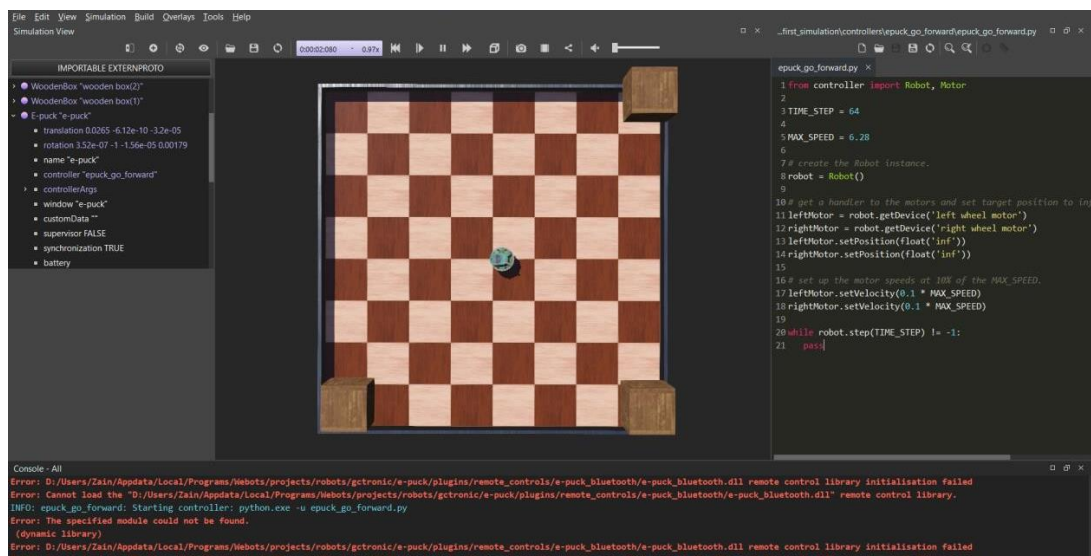 File Edit View Simulation Build Overlays Tools Help
Simulation View
0:00:02:080 - 0.97x
IMPORTABLE EXTERNPROTO
WoodenBox "wooden box(2)"
WoodenBox "wooden box(1)"
E-puck "e-puck"
translation 0.0265 -6.12e-10 -3.2e-05
rotation 3.52e-07 -1 -1.56e-05 0.00179
name "e-puck"
controller "epuck_go_forward"
controllerArgs
window "e-puck"
customData ""
supervisor FALSE
synchronization TRUE
battery
...first_simulation\controllers\epuck_go_forward\epuck_go_forward.py
epuck_go_forward.py ×
1 from controller import Robot, Motor
2
3 TIME_STEP = 64
4
5 MAX_SPEED = 6.28
6
7 # create the Robot instance.
8 robot = Robot()
9
10 # get a handler to the motors and set target position to in
11 leftMotor = robot.getDevice('left wheel motor')
12 rightMotor = robot.getDevice('right wheel motor')
13 leftMotor.setPosition(float('inf'))
14 rightMotor.setPosition(float('inf'))
15
16 # set up the motor speeds at 10% of the MAX_SPEED.
17 leftMotor.setVelocity(0.1 * MAX_SPEED)
18 rightMotor.setVelocity(0.1 * MAX_SPEED)
19
20 while robot.step(TIME_STEP) != -1:
21 pass
Console - All
Error: D:/Users/Zain/Appdata/Local/Programs/Webots/projects/robots/gctronic/e-puck/plugins/remote_controls/e-puck_bluetooth/e-puck_bluetooth.dll remote control library initialisation failed
Error: Cannot load the "D:/Users/Zain/Appdata/Local/Programs/Webots/projects/robots/gctronic/e-puck/plugins/remote_controls/e-puck_bluetooth/e-puck_bluetooth.dll" remote control library.
INFO: epuck_go_forward: Starting controller: python.exe -u epuck_go_forward.py
Error: The specified module could not be found.
(dynamic library)
Error: D:/Users/Zain/Appdata/Local/Programs/Webots/projects/robots/gctronic/e-puck/plugins/remote_controls/e-puck_bluetooth/e-puck_bluetooth.dll remote control library initialisation failed